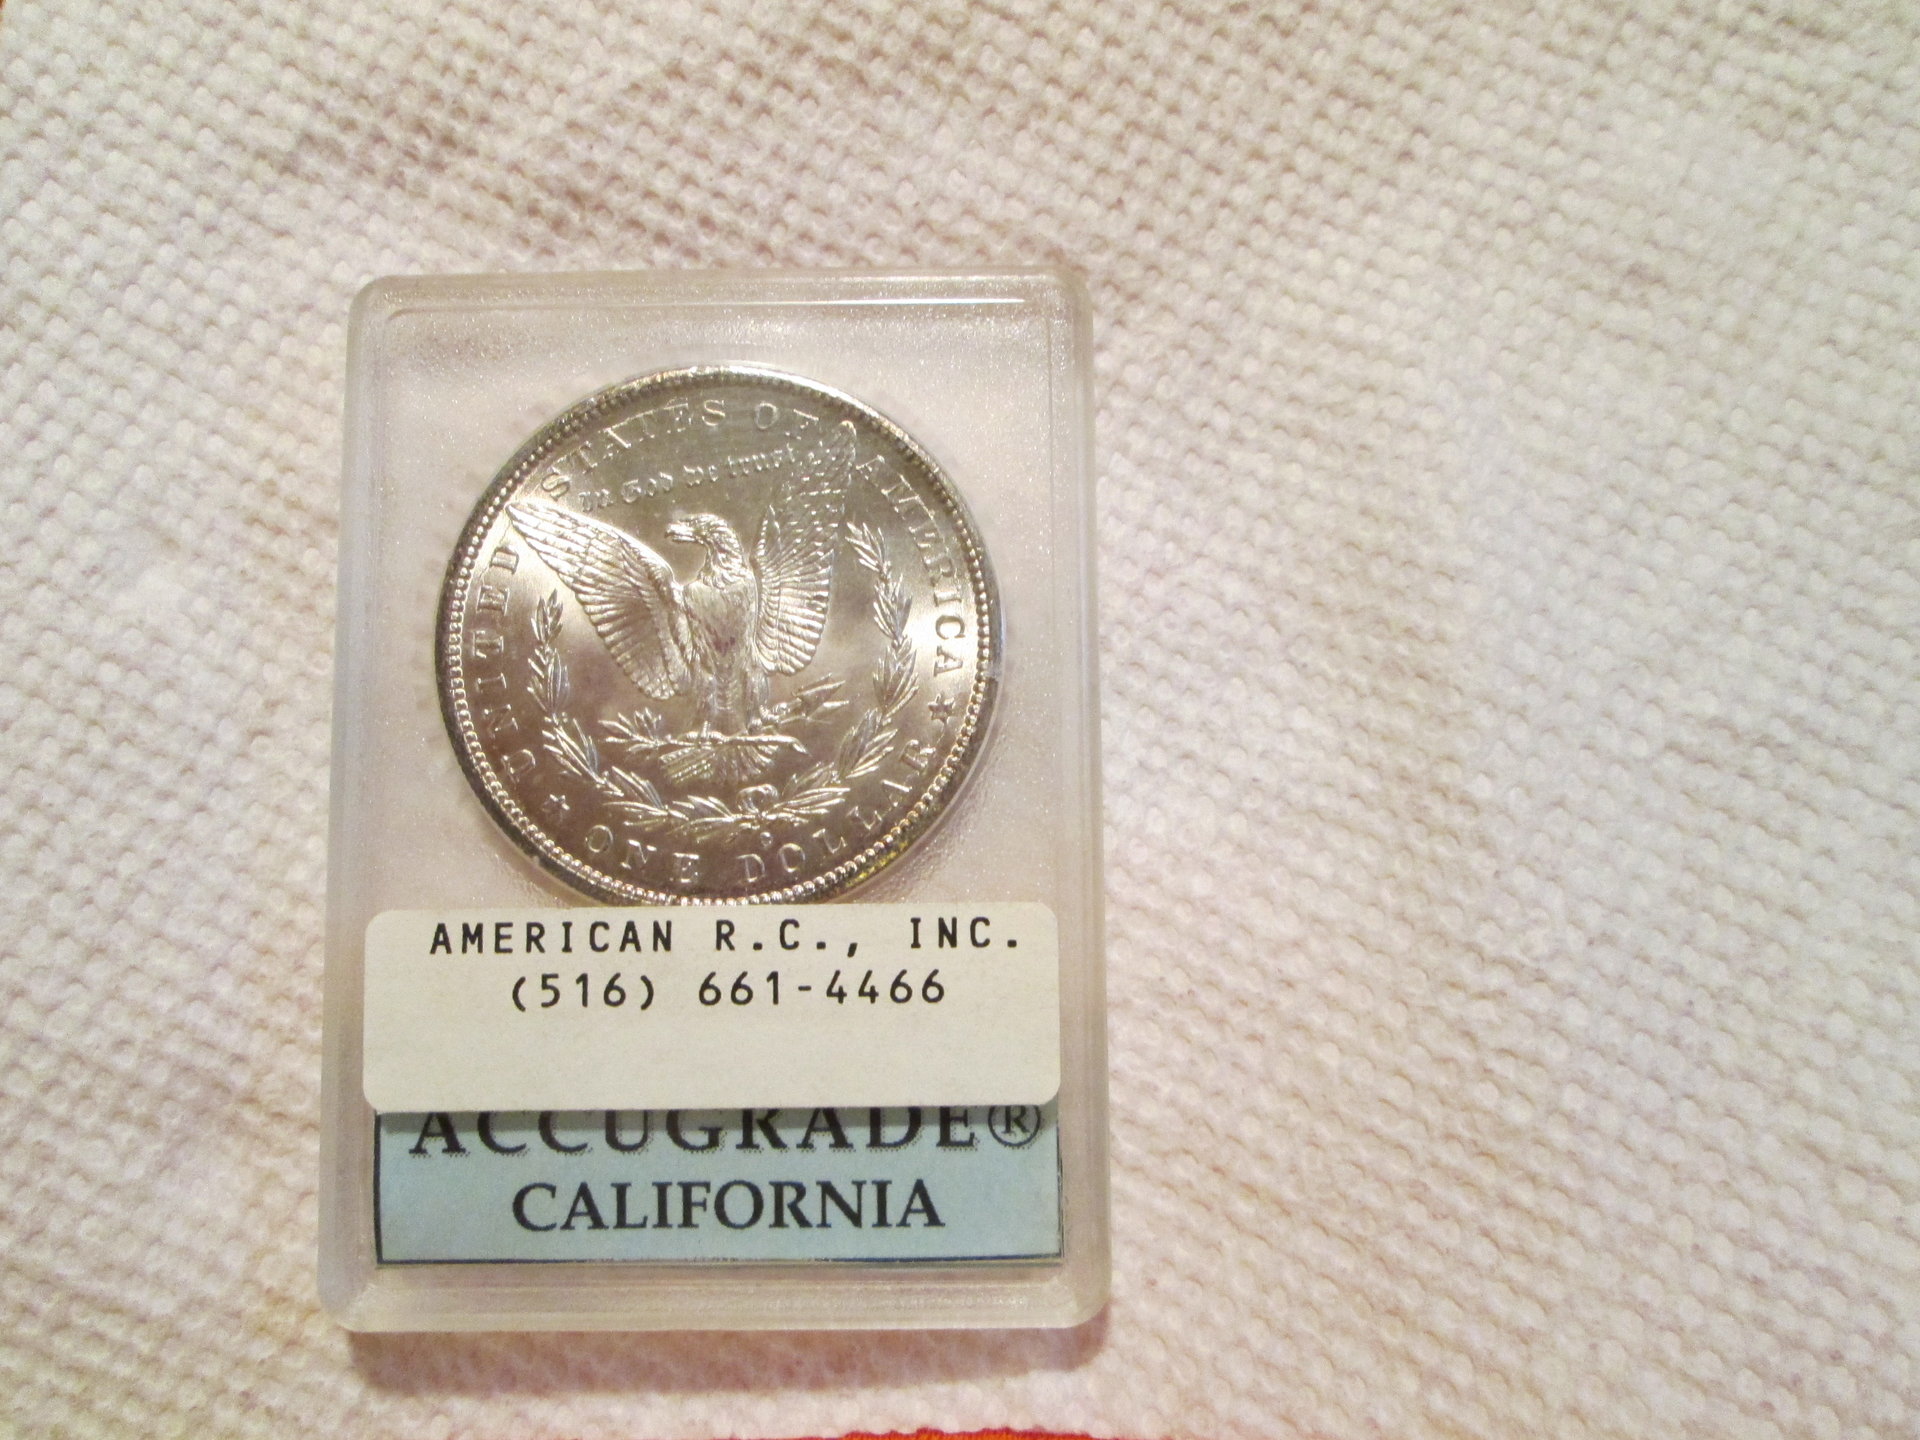 UNITED STATES OF AMERICA
In God we trust
ONE DOLLAR
O
AMERICAN R.C., INC.
(516) 661-4466
ACCUGRADE®
CALIFORNIA